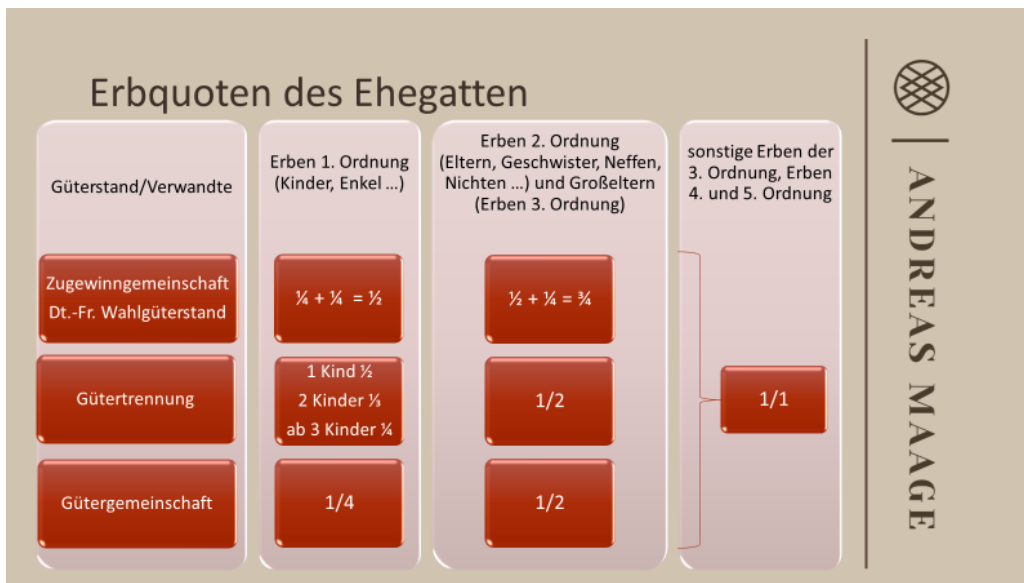 Erbquoten des Ehegatten
Güterstand/Verwandte
Erben 1. Ordnung
(Kinder, Enkel …)
Erben 2. Ordnung
(Eltern, Geschwister, Neffen,
Nichten …) und Großeltern
(Erben 3. Ordnung)
sonstige Erben der
3. Ordnung, Erben
4. und 5. Ordnung
Zugewinngemeinschaft
Dt.-Fr. Wahlgüterstand
¼ + ¼ = ½
½ + ¼ = ¾
Gütertrennung
1 Kind ½
2 Kinder ⅓
ab 3 Kinder ¼
1/2
1/1
Gütergemeinschaft
1/4
1/2
ANDREAS MAAGE